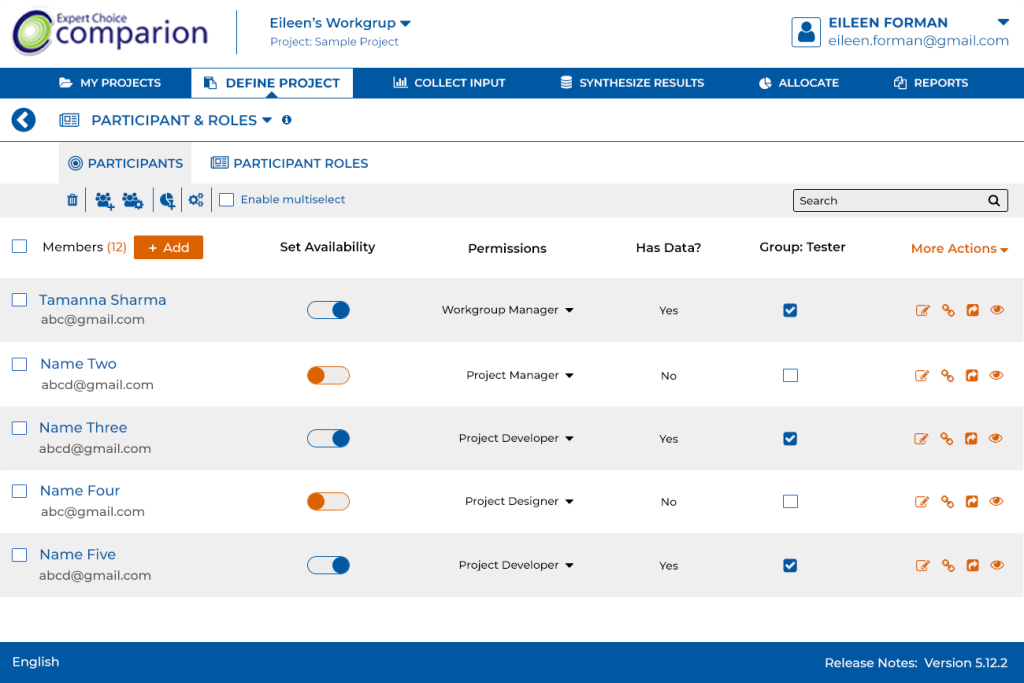 Expert Choice
comparion
Eileen's Workgrup
Project: Sample Project
EILEEN FORMAN
eileen.forman@gmail.com
MY PROJECTS DEFINE PROJECT COLLECT INPUT SYNTHESIZE RESULTS ALLOCATE REPORTS
PARTICIPANT & ROLES
PARTICIPANTS PARTICIPANT ROLES
Enable multiselect Search
Members (12) + Add Set Availability Permissions Has Data? Group: Tester More Actions
Tamanna Sharma
abc@gmail.com
Workgroup Manager Yes
Name Two
abcd@gmail.com
Project Manager No
Name Three
abcd@gmail.com
Project Developer Yes
Name Four
abc@gmail.com
Project Designer No
Name Five
abcd@gmail.com
Project Developer Yes
English Release Notes: Version 5.12.2